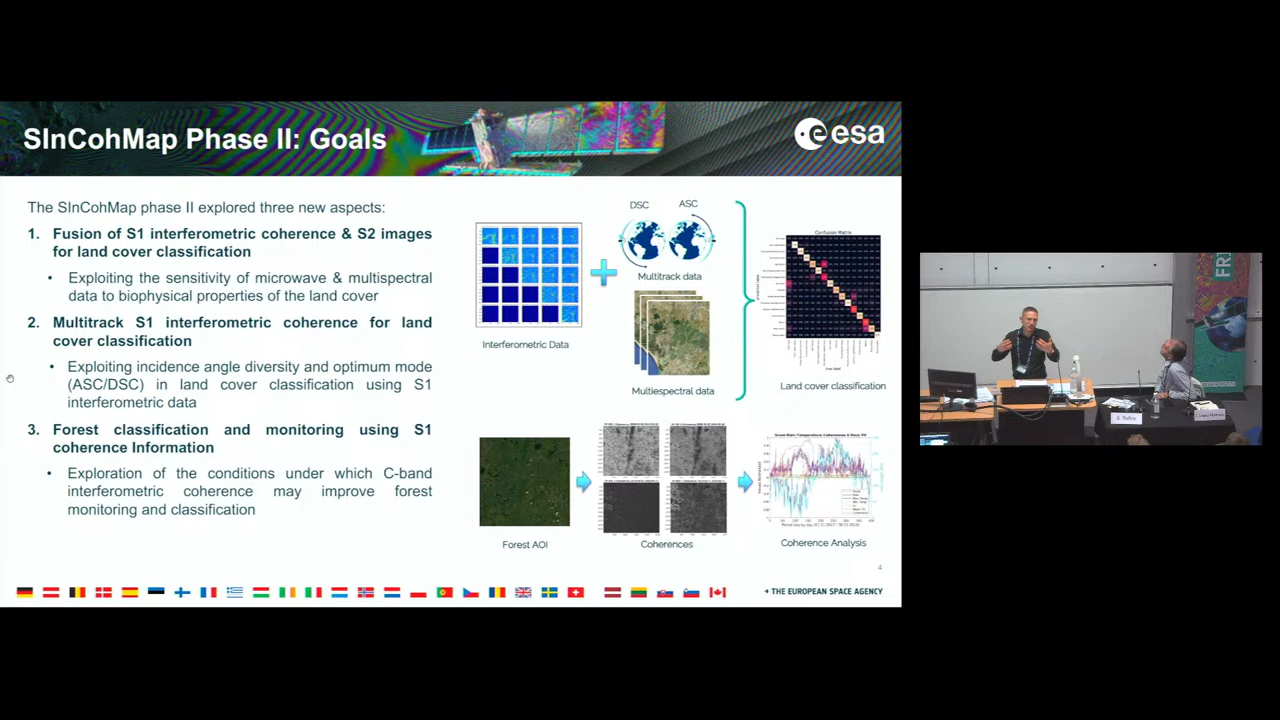 SInCohMap Phase II: Goals
esa
The SInCohMap phase II explored three new aspects:
1. Fusion of S1 interferometric coherence & S2 images
for land cover classification
• Exploting the sensitivity of microwave & multispectral
data to biophysical properties of the land cover
2. Multitrack S1 interferometric coherence for land
cover classification
• Exploiting incidence angle diversity and optimum mode
(ASC/DSC) in land cover classification using S1
interferometric data
3. Forest classification and monitoring using S1
coherence Information
• Exploration of the conditions under which C-band
interferometric coherence may improve forest
monitoring and classification
DSC ASC
Multitrack data
Interferometric Data
Multiespectral data
Confusion Matrix
Land cover classification
Forest AOI
Coherences
Coherence Analysis
4
→ THE EUROPEAN SPACE AGENCY
FRI
A. Refice